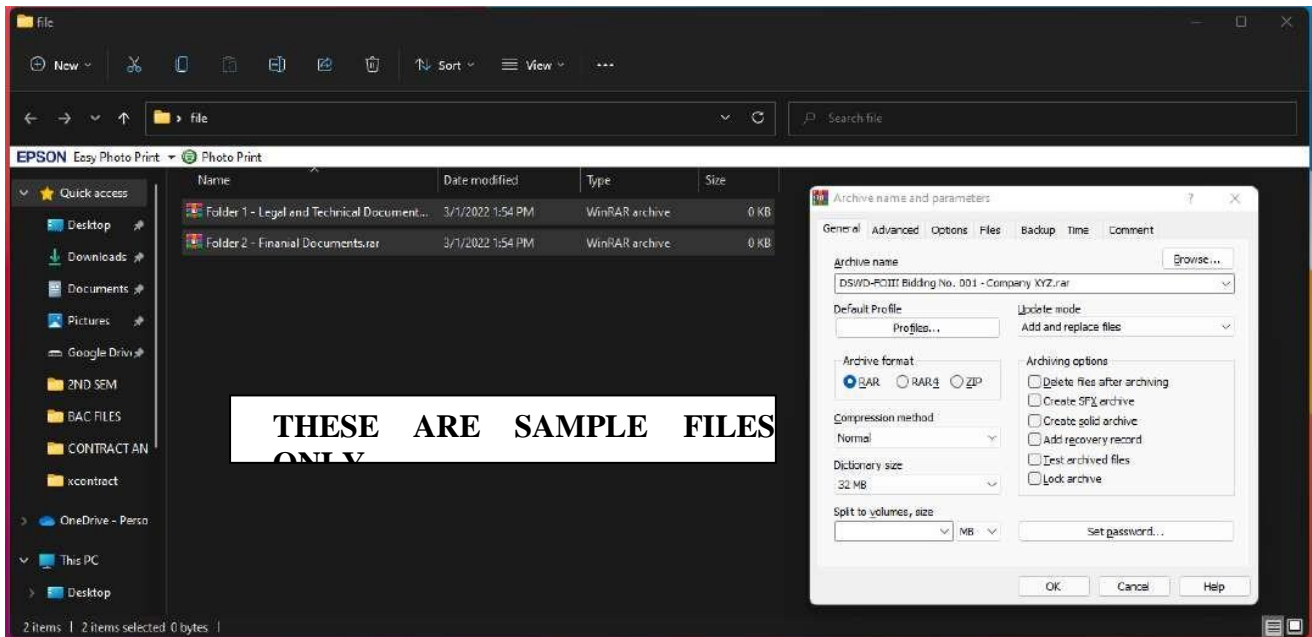 file
New
Sort
View
...
file
Search file
EPSON Easy Photo Print
Photo Print
Name
Date modified
Type
Size
Quick access
Desktop
Downloads
Documents
Pictures
Google Driv
2ND SEM
BAC FILES
CONTRACT AN
xcontract
OneDrive - Perso
This PC
Desktop
Folder 1 - Legal and Technical Document... 3/1/2022 1:54 PM WinRAR archive 0 KB
Folder 2 - Finanial Documents.rar 3/1/2022 1:54 PM WinRAR archive 0 KB
THESE ARE SAMPLE FILES
ONLY
Archive name and parameters
?
General Advanced Options Files Backup Time Comment
Archive name
Browse...
DSWD-FOIII Bidding No. 001 - Company XYZ.rar
Default Profile
Profiles...
Update mode
Add and replace files
Archive format
RAR RAR4 ZIP
Compression method
Normal
Dictionary size
32 MB
Split to volumes, size
MB
Archiving options
Delete files after archiving
Create SFX archive
Create solid archive
Add recovery record
Test archived files
Lock archive
Set password...
OK Cancel Help
2 items 2 items selected 0 bytes